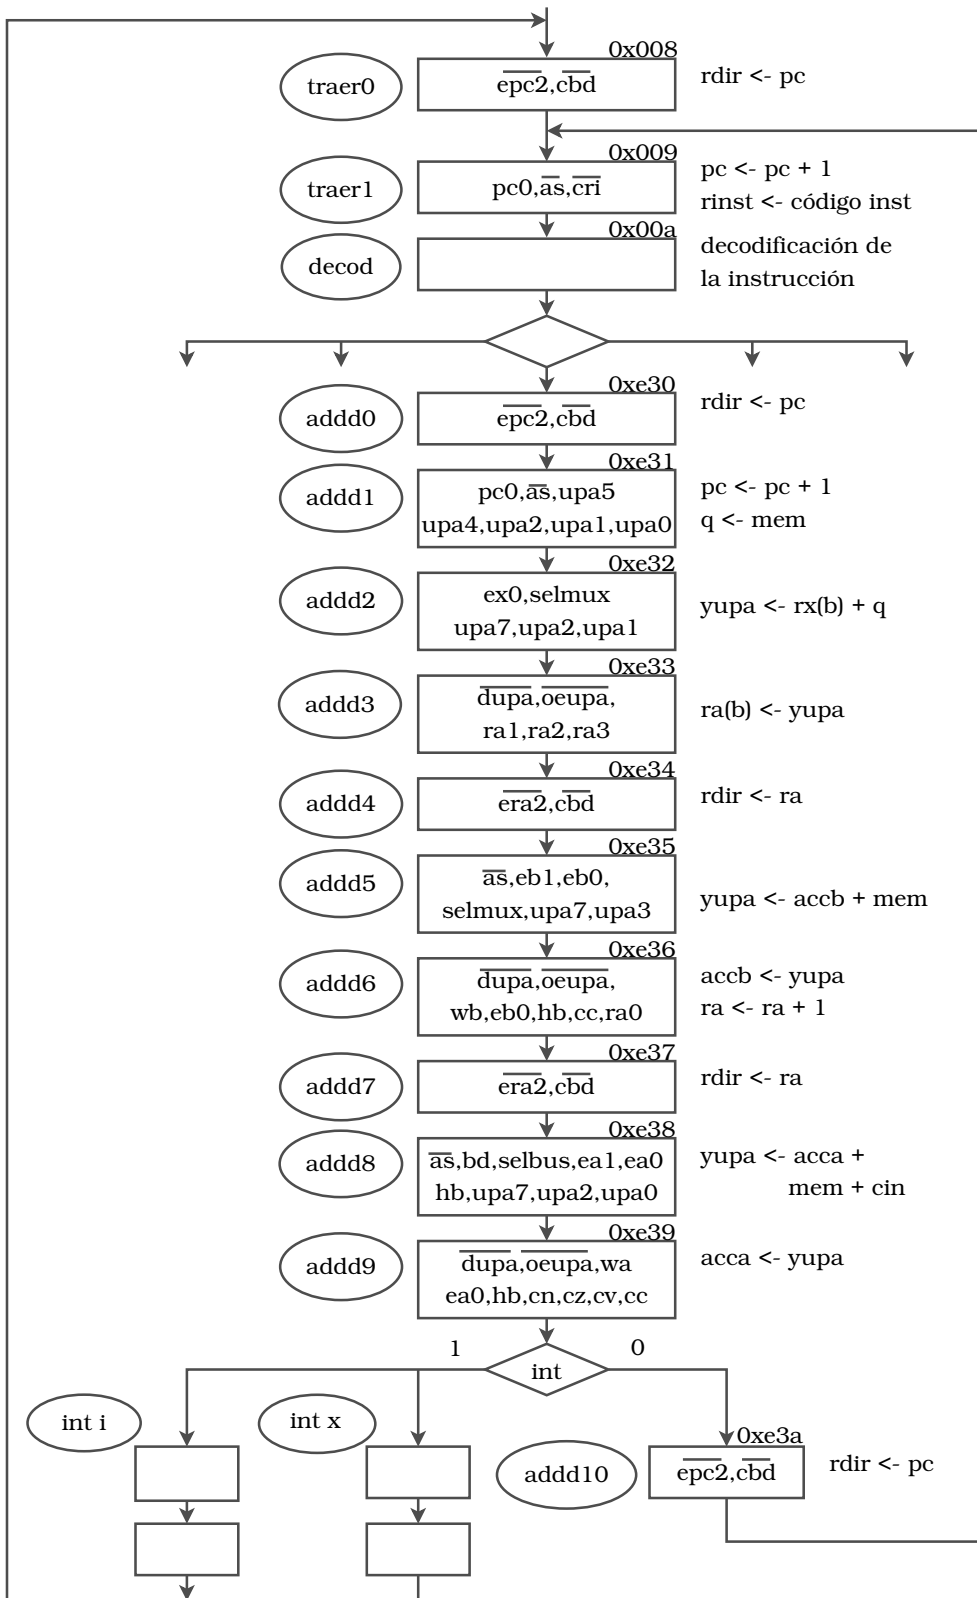 0x008
traer0
epc2,cbd
rdir <- pc
0x009
traer1
pc0,as,cri
pc <- pc + 1
rinst <- código inst
0x00a
decod
decodificación de
la instrucción
0xe30
addd0
epc2,cbd
rdir <- pc
0xe31
addd1
pc0,as,upa5
upa4,upa2,upa1,upa0
pc <- pc + 1
q <- mem
0xe32
addd2
ex0,selmux
upa7,upa2,upa1
yupa <- rx(b) + q
0xe33
addd3
dupa,oeupa,
ra1,ra2,ra3
ra(b) <- yupa
0xe34
addd4
era2,cbd
rdir <- ra
0xe35
addd5
as,eb1,eb0,
selmux,upa7,upa3
yupa <- accb + mem
0xe36
addd6
dupa,oeupa,
wb,eb0,hb,cc,ra0
accb <- yupa
ra <- ra + 1
0xe37
addd7
era2,cbd
rdir <- ra
0xe38
addd8
as,bd,selbus,ea1,ea0
hb,upa7,upa2,upa0
yupa <- acca +
mem + cin
0xe39
addd9
dupa,oeupa,wa
ea0,hb,cn,cz,cv,cc
acca <- yupa
1
int
0
int i
int x
0xe3a
addd10
epc2,cbd
rdir <- pc